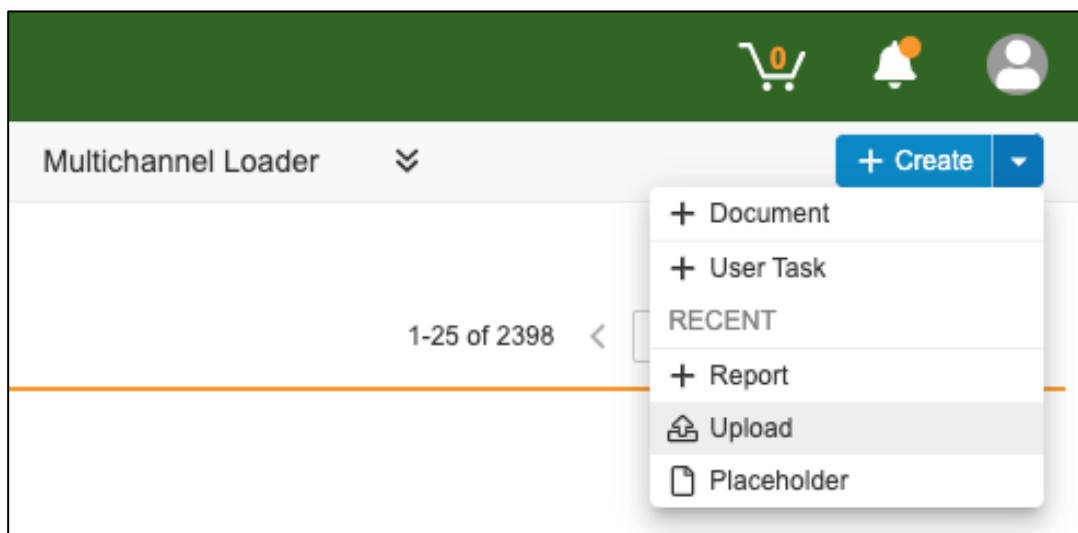 0
Multichannel Loader
+ Create
+ Document
+ User Task
RECENT
1-25 of 2398
+ Report
Upload
Placeholder